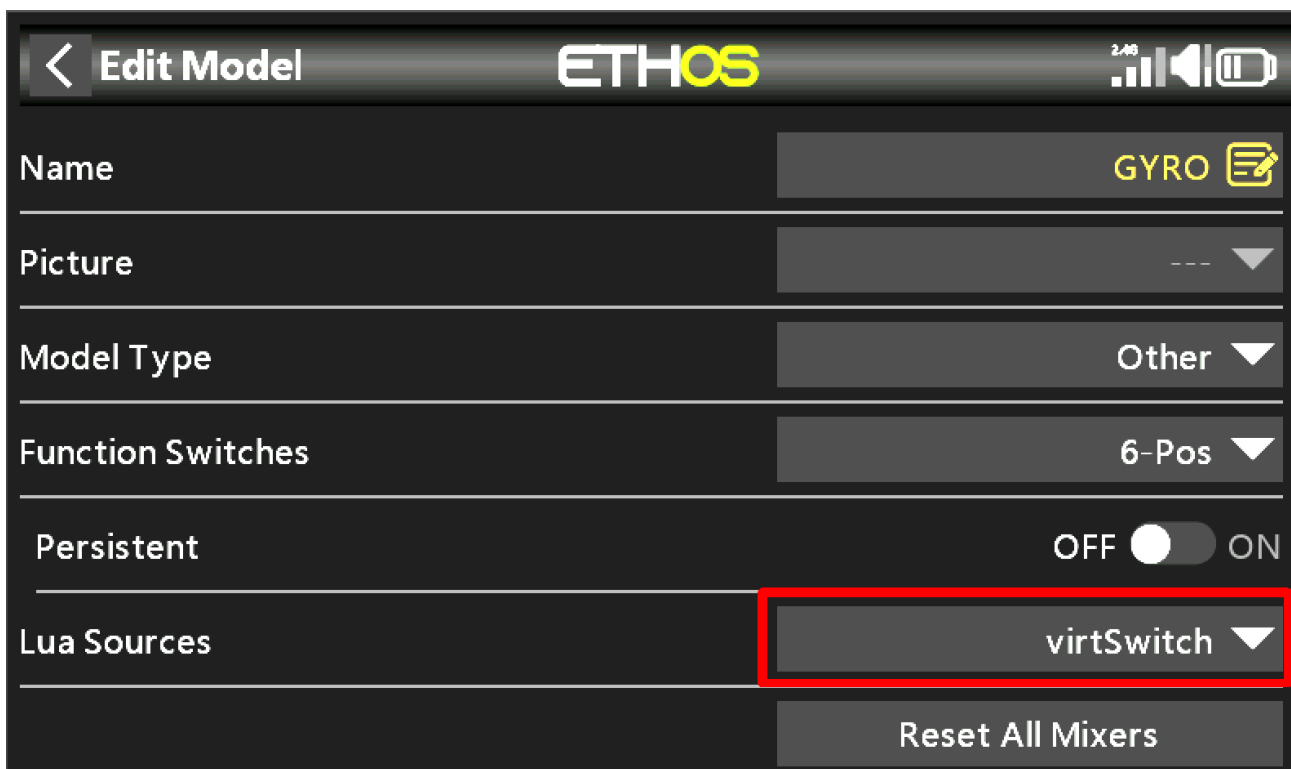 Edit Model ETHOS 2.4G
Name GYRO
Picture ---
Model Type Other
Function Switches 6-Pos
Persistent OFF ON
Lua Sources virtSwitch
Reset All Mixers